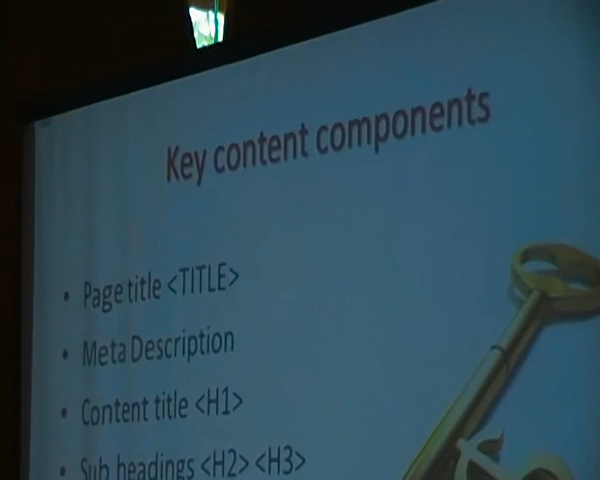 Key content components
• Page title <TITLE>
• Meta Description
• Content title <H1>
• Sub headings <H2> <H3>